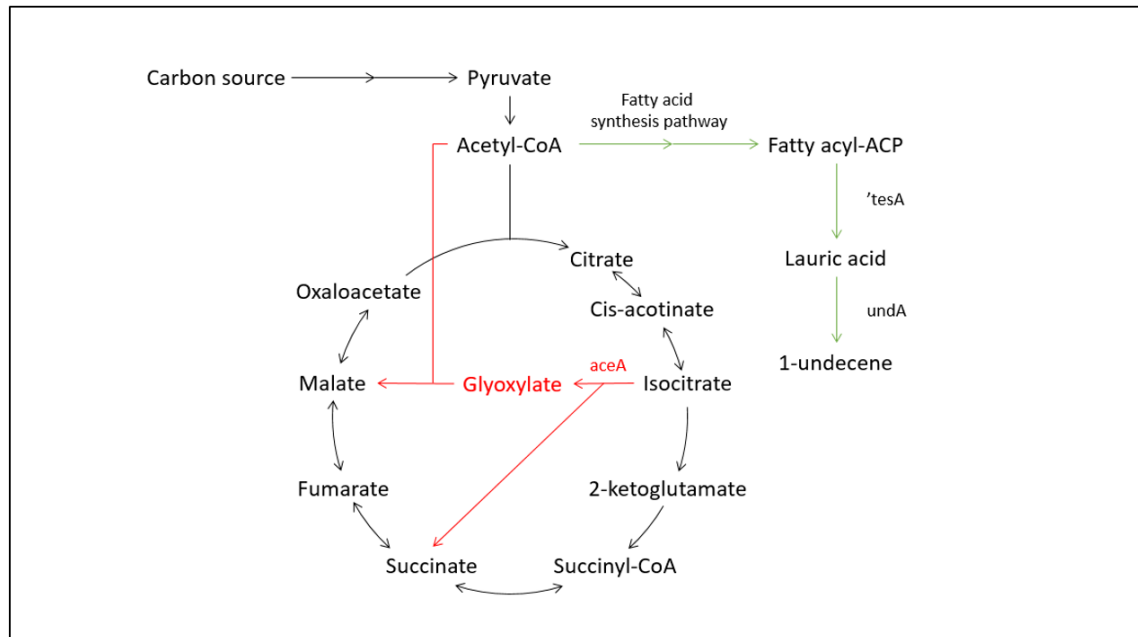 Carbon source
Pyruvate
Fatty acid
synthesis pathway
Acetyl-CoA
Fatty acyl-ACP
'tesA
Citrate
Lauric acid
Oxaloacetate
Cis-acotinate
undA
aceA
1-undecene
Malate
Glyoxylate
Isocitrate
Fumarate
2-ketoglutamate
Succinate
Succinyl-CoA